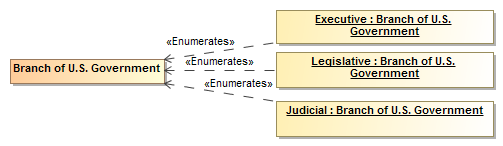 Executive : Branch of U.S.
Government
«Enumerates»
Branch of U.S. Government
«Enumerates»
Legislative : Branch of U.S.
Government
«Enumerates»
Judicial : Branch of U.S. Government